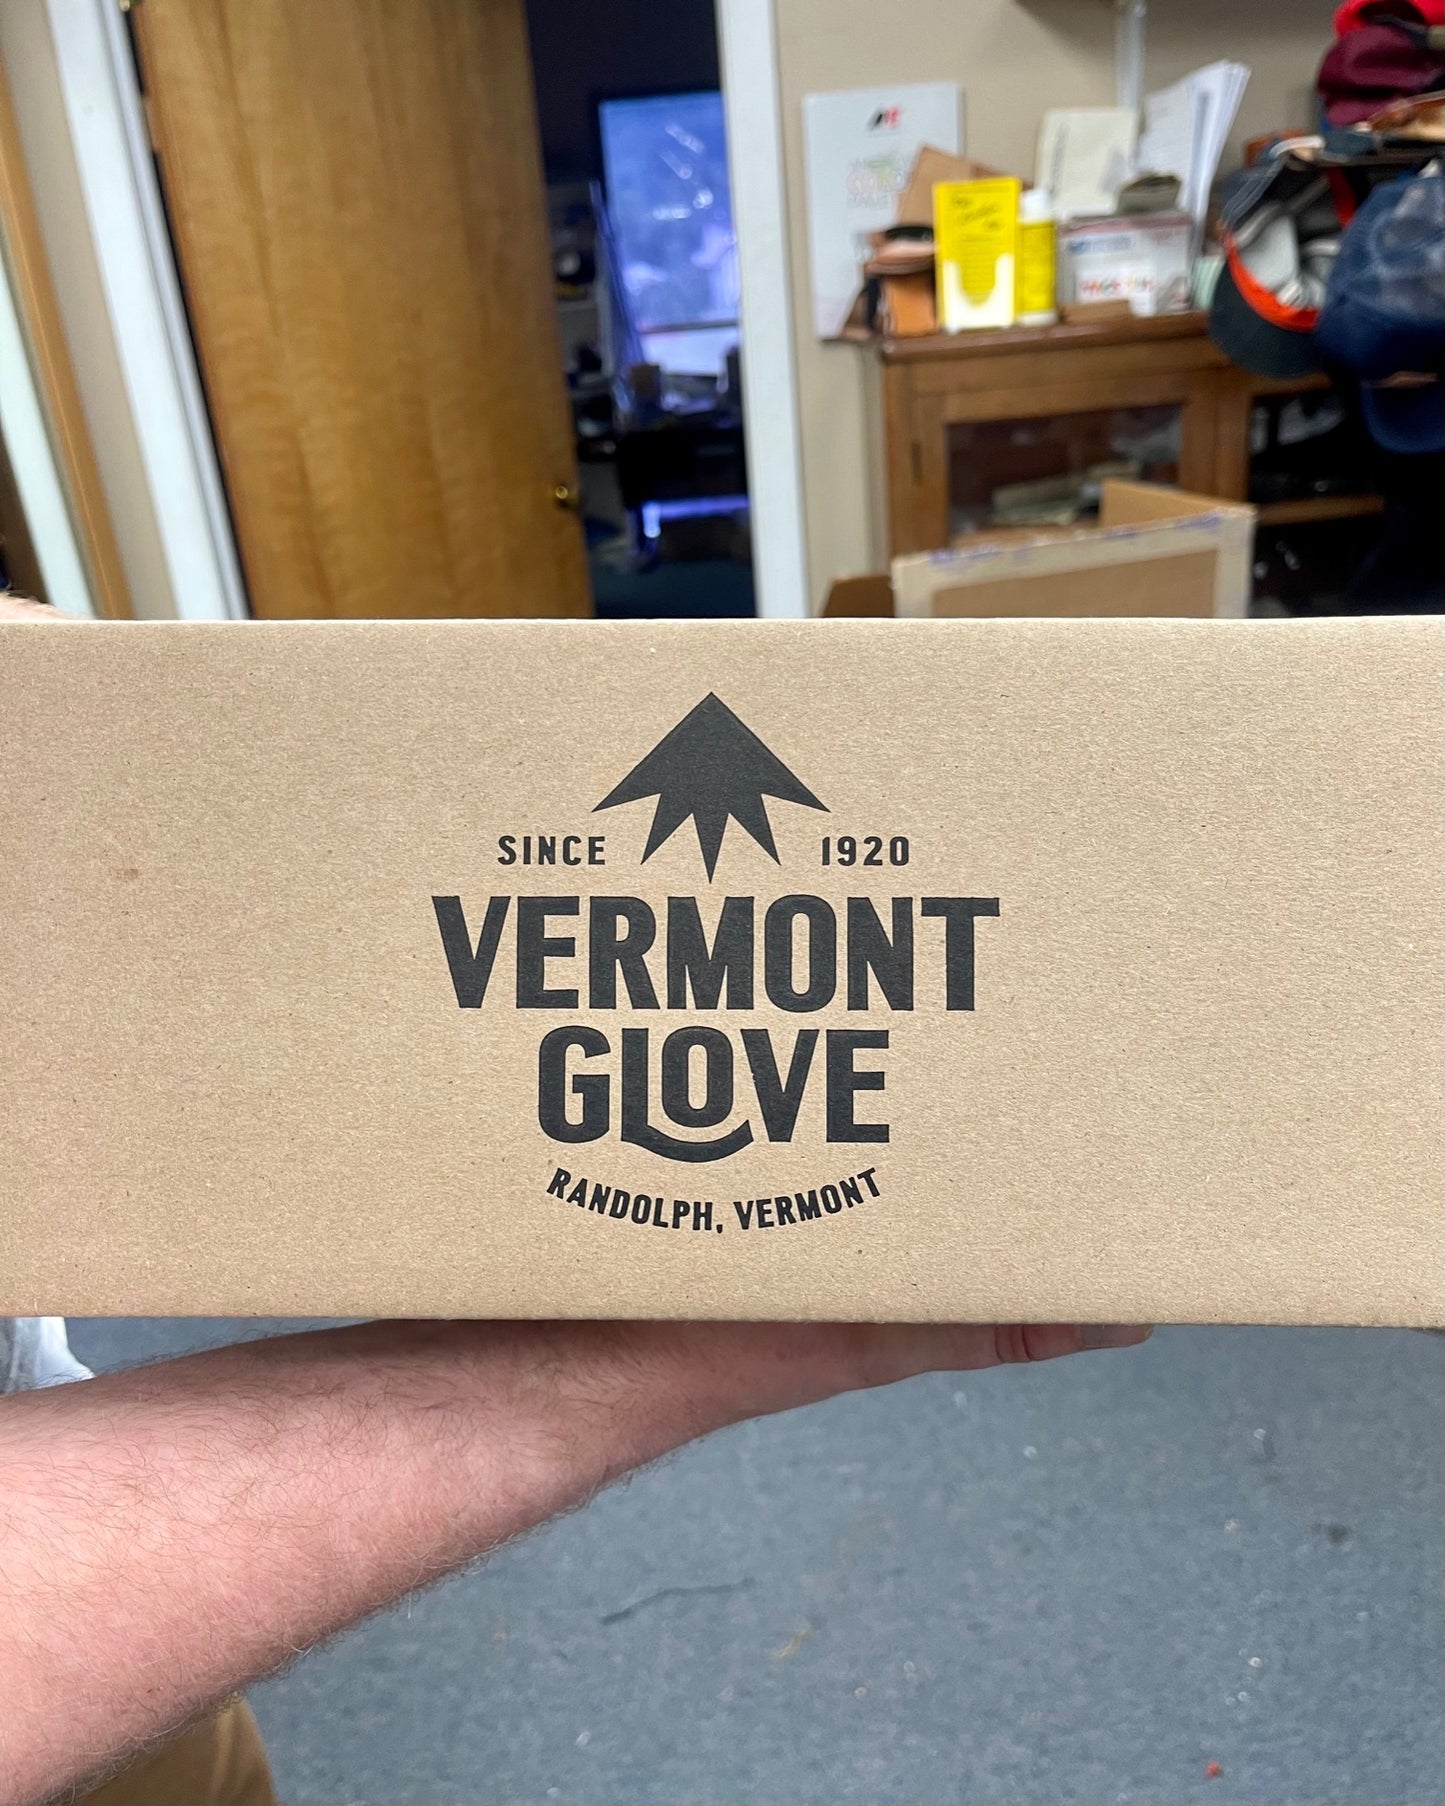 SINCE 1920
VERMONT
GLOVE
RANDOLPH, VERMONT